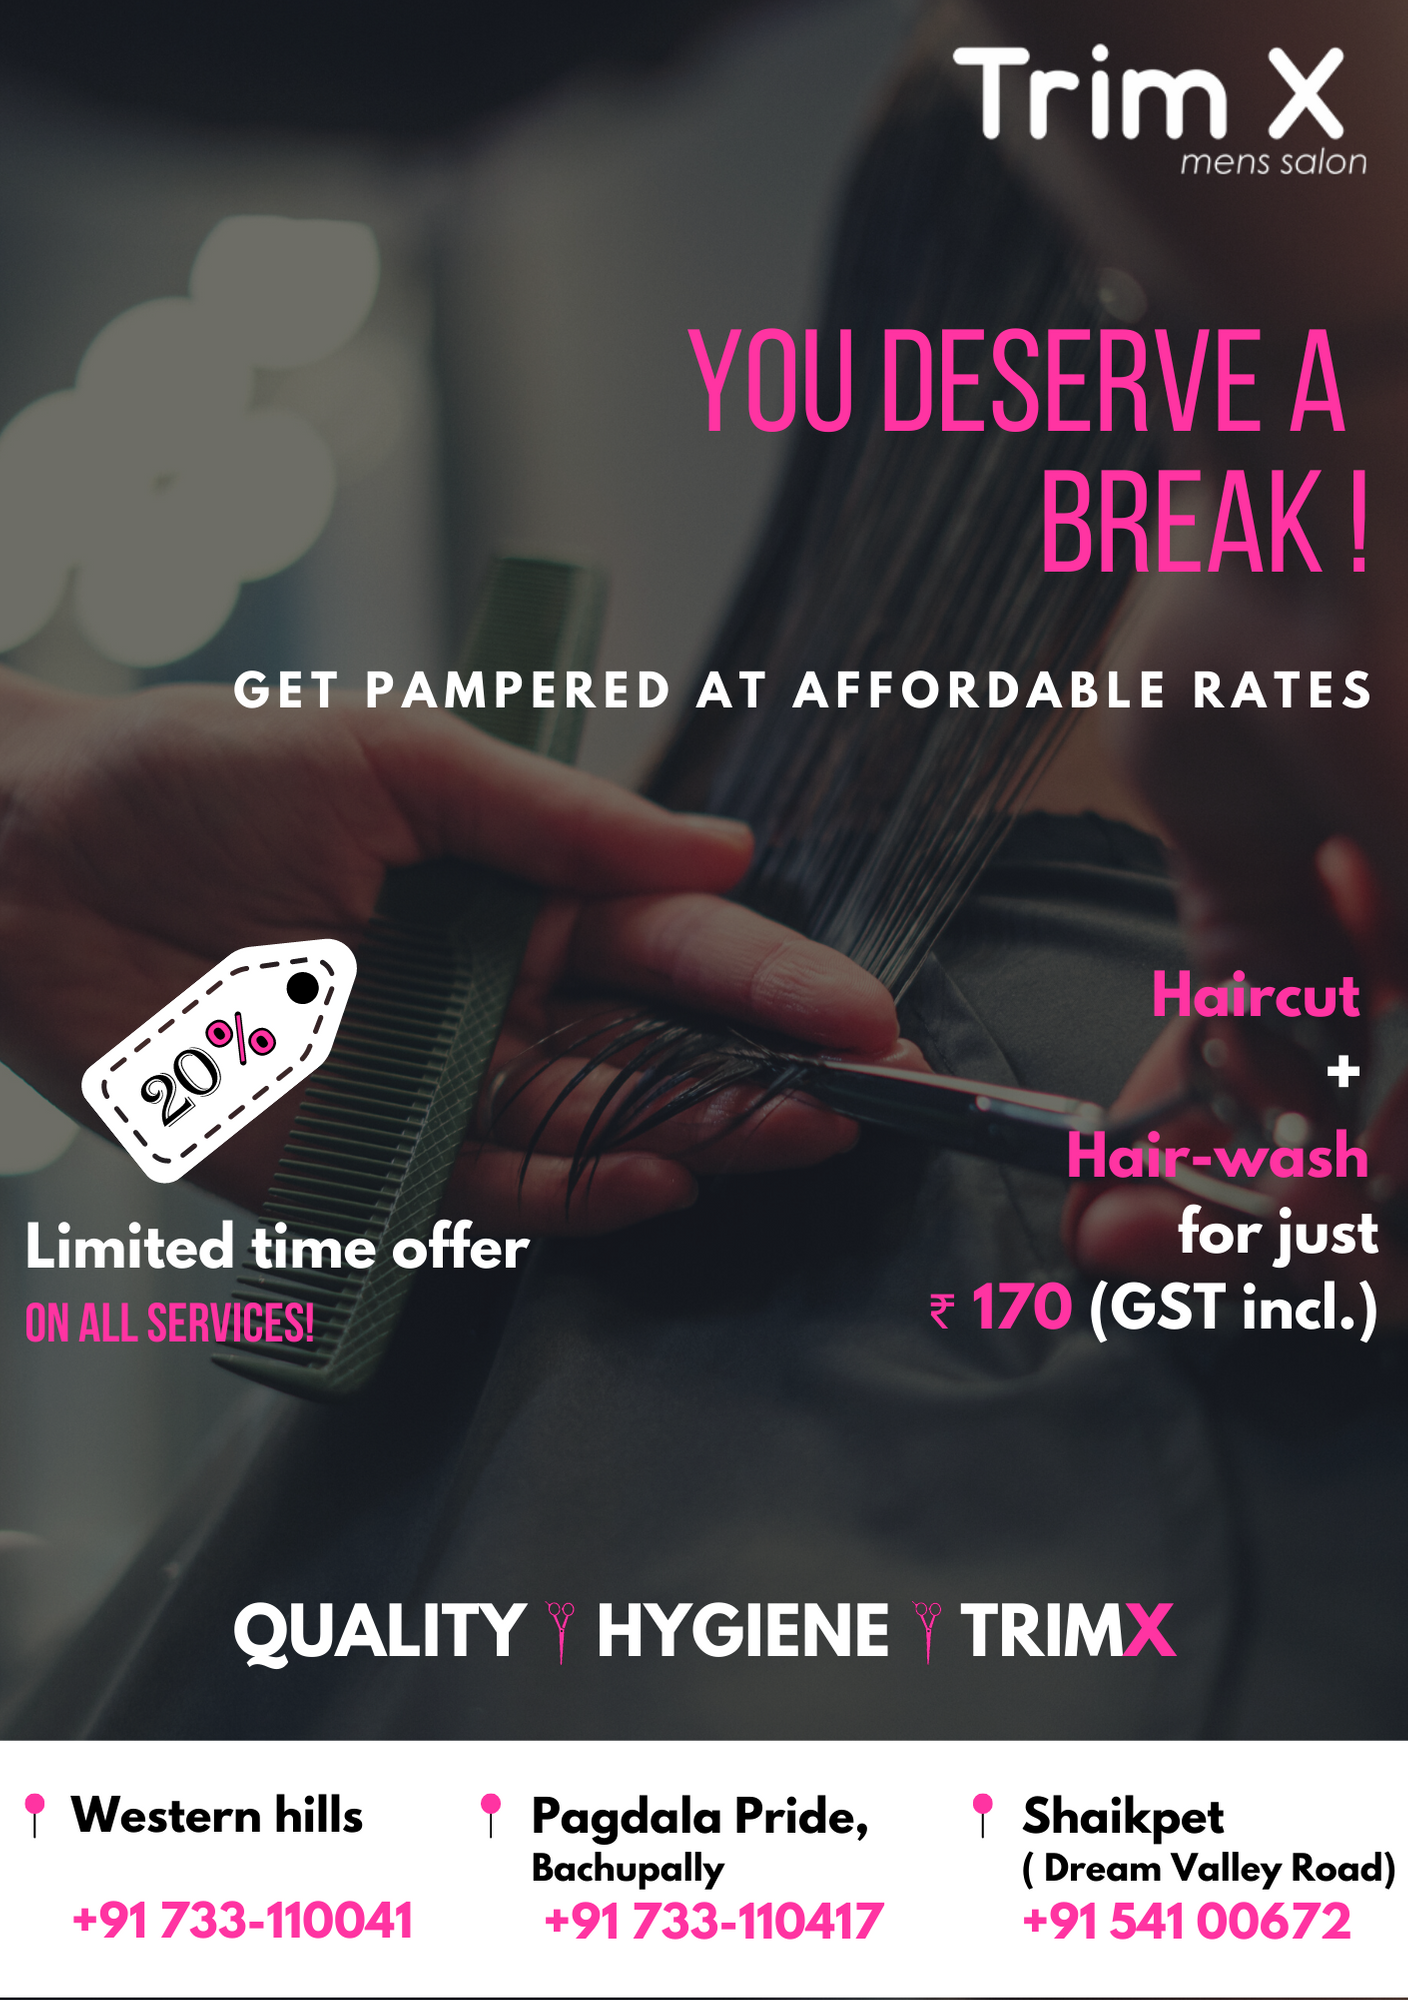 Trim X
mens salon
YOU DESERVE A
BREAK !
GET PAMPERED AT AFFORDABLE RATES
20%
Limited time offer
ON ALL SERVICES!
Haircut
+
Hair-wash
for just
₹ 170 (GST incl.)
QUALITY HYGIENE TRIMX
Western hills
+91 733-110041
Pagdala Pride,
Bachupally
+91 733-110417
Shaikpet
( Dream Valley Road)
+91 541 00672